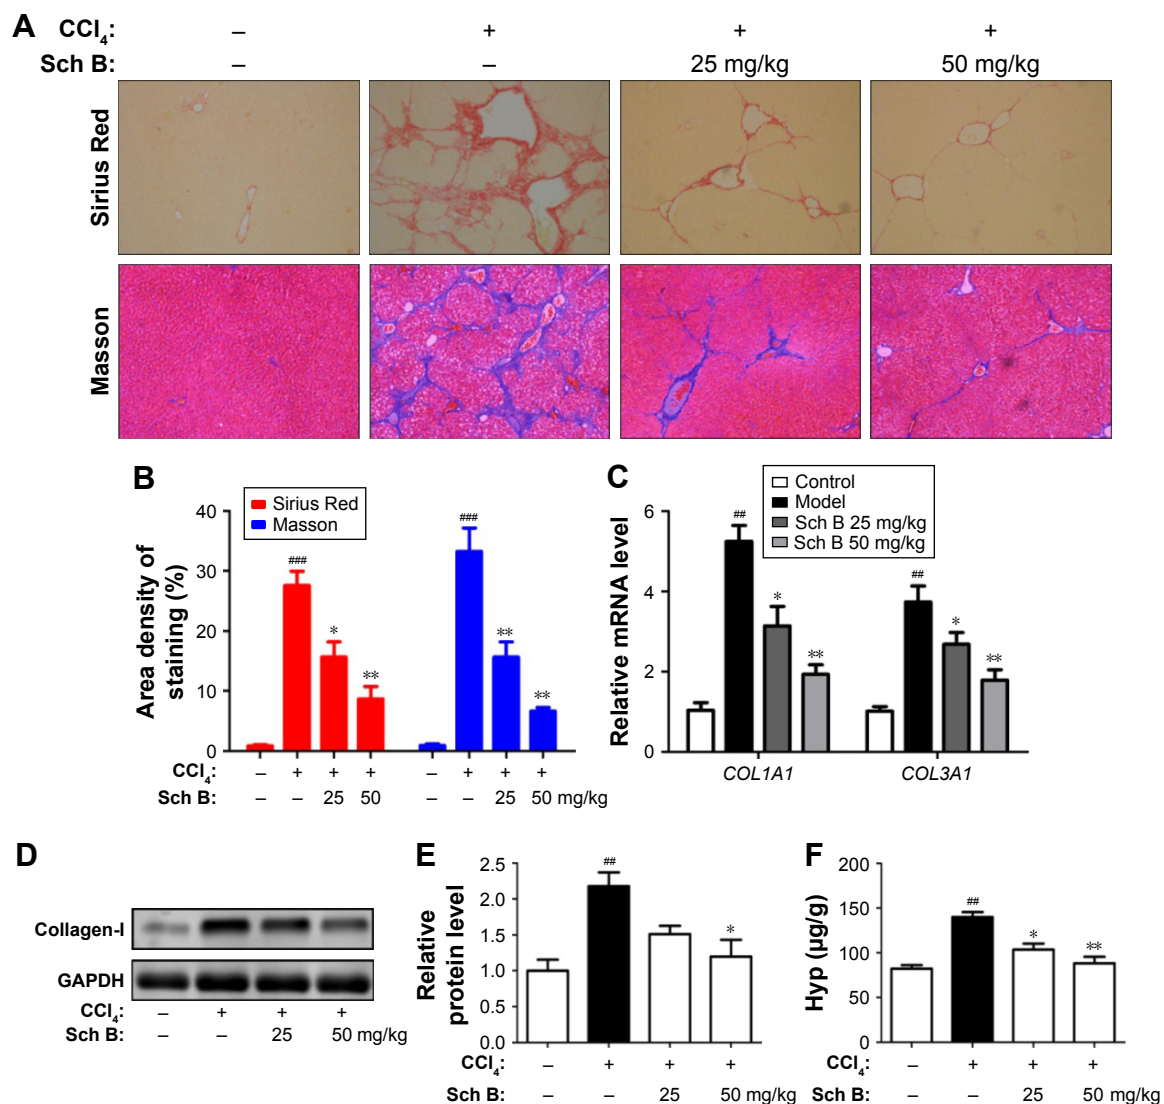 A
CCl4: – + + +
Sch B: – – 25 mg/kg 50 mg/kg
Sirius Red
Masson
B
Sirius Red
Masson
Area density of
staining (%)
40
30
20
10
0
###
*
**
###
**
**
CCl4: – + + + – + + +
Sch B: – – 25 50 – – 25 50 mg/kg
C
Control
Model
Sch B 25 mg/kg
Sch B 50 mg/kg
Relative mRNA level
6
4
2
0
##
*
**
##
*
**
COL1A1 COL3A1
D
Collagen-I
GAPDH
CCl4: – + + +
Sch B: – – 25 50 mg/kg
E
Relative
protein level
2.5
2.0
1.5
1.0
0.5
0.0
##
*
CCl4: – + + +
Sch B: – – 25 50 mg/kg
F
Hyp (µg/g)
200
150
100
50
0
##
*
**
CCl4: – + + +
Sch B: – – 25 50 mg/kg